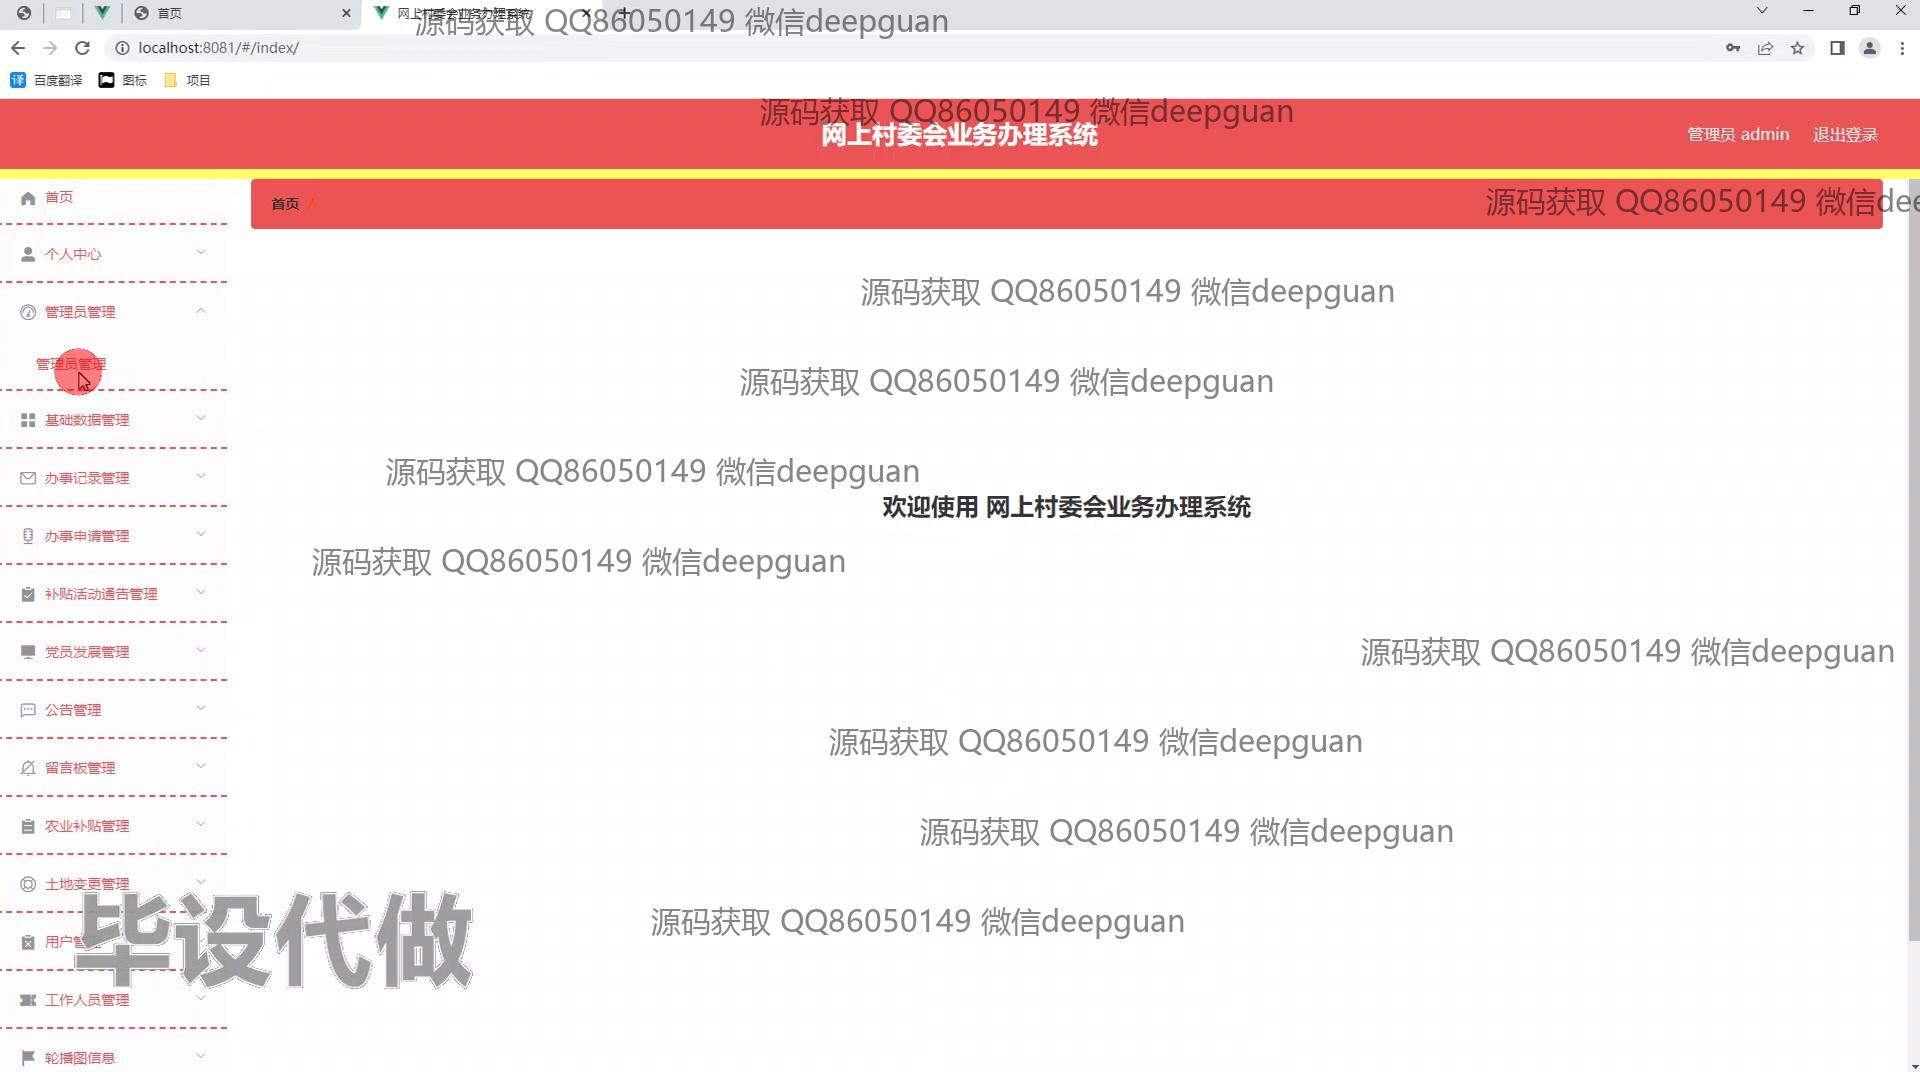 首页
网上村委会业务办理系统
源码获取 QQ86050149 微信deepguan
localhost:8081/#/index/
百度翻译
图标
项目
源码获取 QQ86050149 微信deepguan
网上村委会业务办理系统
管理员 admin
退出登录
首页
首页 /
源码获取 QQ86050149 微信dee
个人中心
源码获取 QQ86050149 微信deepguan
管理员管理
管理员管理
源码获取 QQ86050149 微信deepguan
基础数据管理
源码获取 QQ86050149 微信deepguan
办事记录管理
欢迎使用 网上村委会业务办理系统
办事申请管理
源码获取 QQ86050149 微信deepguan
补贴活动通告管理
党员发展管理
源码获取 QQ86050149 微信deepguan
公告管理
源码获取 QQ86050149 微信deepguan
留言板管理
农业补贴管理
源码获取 QQ86050149 微信deepguan
土地变更管理
源码获取 QQ86050149 微信deepguan
用户管
毕设代做
工作人员管理
轮播图信息